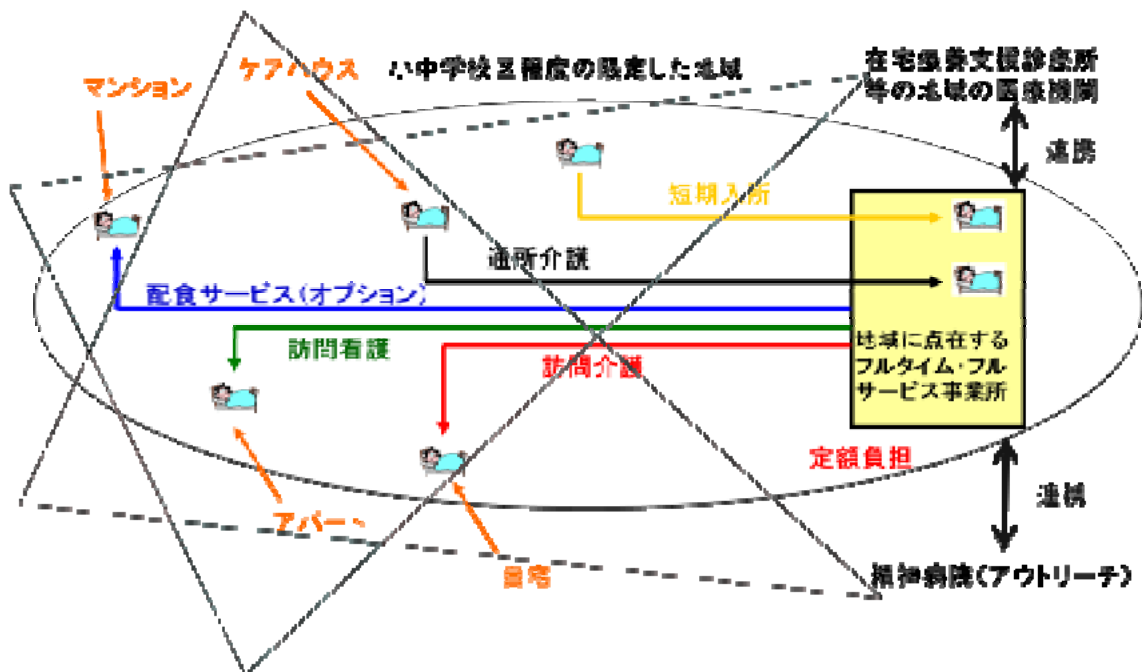 マンション
ケアハウス
小中学校区程度の限定した地域
在宅療養支援診療所
等の地域の医療機関
連携
短期入所
通所介護
配食サービス(オプション)
訪問看護
訪問介護
地域に点在する
フルタイム・フル
サービス事業所
定額負担
連携
アパート
自宅
精神病院(アウトリーチ)